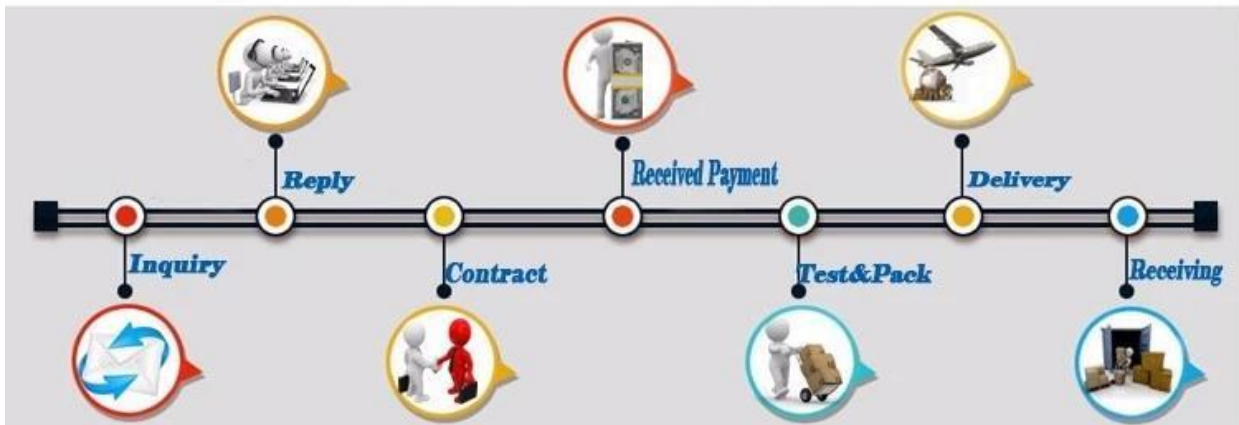 Inquiry
Reply
Contract
Received Payment
Test&Pack
Delivery
Receiving